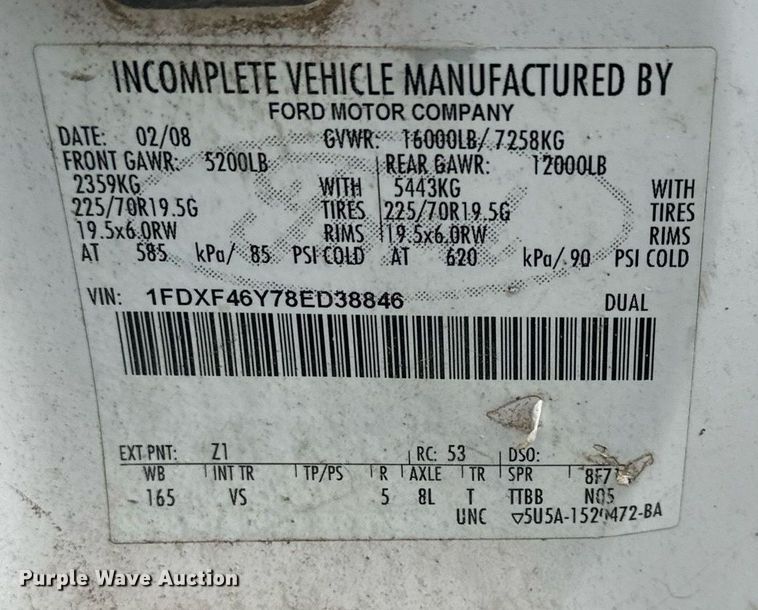 INCOMPLETE VEHICLE MANUFACTURED BY
FORD MOTOR COMPANY
DATE: 02/08 GVWR: 16000LB/ 7258KG
FRONT GAWR: 5200LB REAR GAWR: 12000LB
2359KG WITH 5443KG WITH
225/70R19.5G TIRES 225/70R19.5G TIRES
19.5x6.0RW RIMS 19.5x6.0RW RIMS
AT 585 kPa/ 85 PSI COLD AT 620 kPa/ 90 PSI COLD
VIN: 1FDXF46Y78ED38846 DUAL
EXT PNT: Z1 RC: 53 DSO:
WB INT TR TP/PS R AXLE TR SPR
165 VS 5 8L T TTBB N05
UNC
Purple Wave Auction